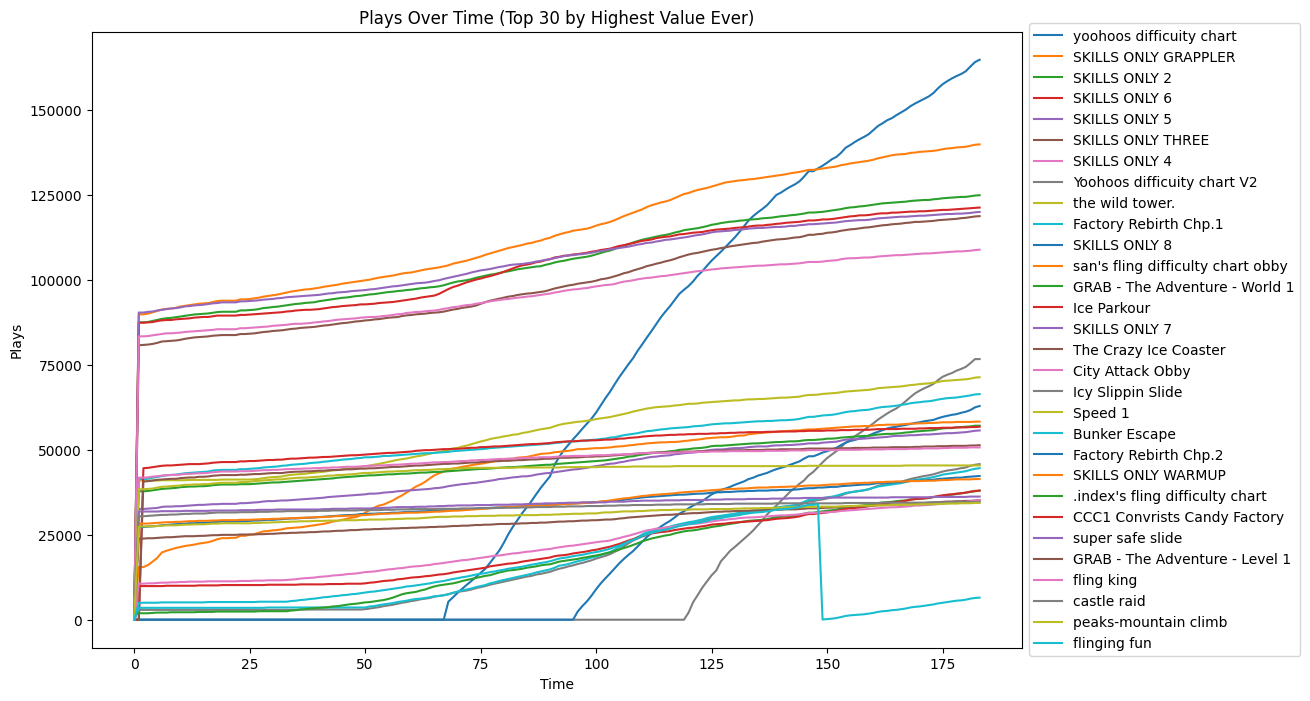 Plays Over Time (Top 30 by Highest Value Ever)
Plays
150000
125000
100000
75000
50000
25000
0
0
25
50
75
100
125
150
175
Time
yoohoos difficuity chart
SKILLS ONLY GRAPPLER
SKILLS ONLY 2
SKILLS ONLY 6
SKILLS ONLY 5
SKILLS ONLY THREE
SKILLS ONLY 4
Yoohoos difficuity chart V2
the wild tower.
Factory Rebirth Chp.1
SKILLS ONLY 8
san's fling difficulty chart obby
GRAB - The Adventure - World 1
Ice Parkour
SKILLS ONLY 7
The Crazy Ice Coaster
City Attack Obby
Icy Slippin Slide
Speed 1
Bunker Escape
Factory Rebirth Chp.2
SKILLS ONLY WARMUP
.index's fling difficulty chart
CCC1 Convrists Candy Factory
super safe slide
GRAB - The Adventure - Level 1
fling king
castle raid
peaks-mountain climb
flinging fun